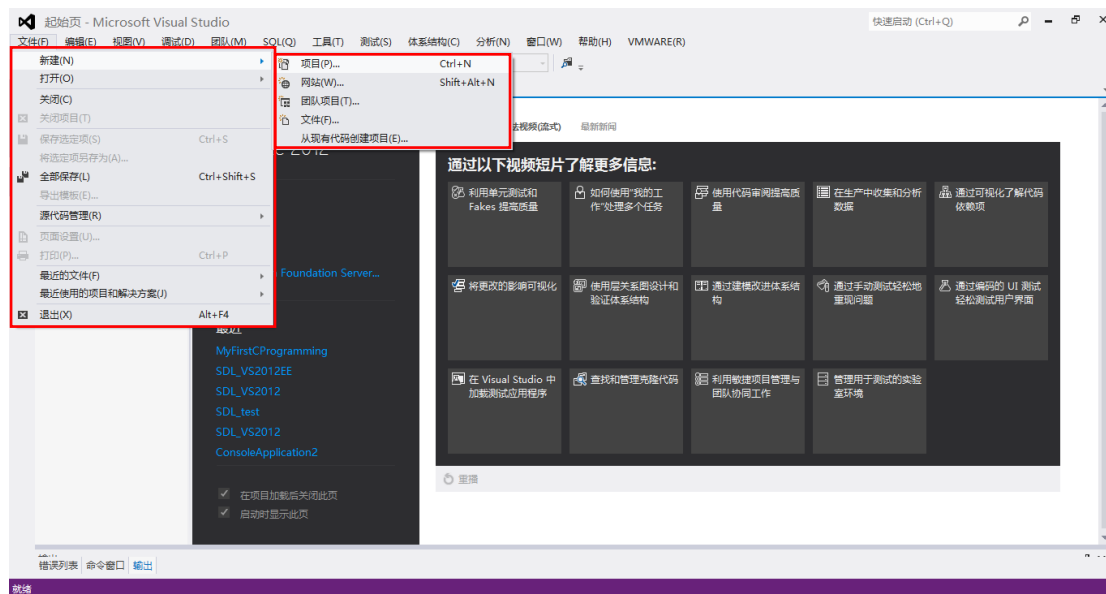 起始页 - Microsoft Visual Studio
快速启动 (Ctrl+Q)
文件(F) 编辑(E) 视图(V) 调试(D) 团队(M) SQL(Q) 工具(T) 测试(S) 体系结构(C) 分析(N) 窗口(W) 帮助(H) VMWARE(R)
新建(N)
打开(O)
关闭(C)
关闭项目(T)
保存选定项(S) Ctrl+S
将选定项另存为(A)...
全部保存(L) Ctrl+Shift+S
导出模板(E)...
源代码管理(R)
页面设置(U)...
打印(P)... Ctrl+P
最近的文件(F)
最近使用的项目和解决方案(J)
退出(X) Alt+F4
项目(P)... Ctrl+N
网站(W)... Shift+Alt+N
团队项目(T)...
文件(F)...
从现有代码创建项目(E)...
2012
Foundation Server...
最近
MyFirstCProgramming
SDL_VS2012EE
SDL_VS2012
SDL_test
SDL_VS2012
ConsoleApplication2
在项目加载后关闭此页
启动时显示此页
法视频(流式) 最新新闻
通过以下视频短片了解更多信息:
利用单元测试和
Fakes 提高质量
如何使用“我的工
作”处理多个任务
使用代码审阅提高质
量
在生产中收集和分析
数据
通过可视化了解代码
依赖项
将更改的影响可视化
使用层关系图设计和
验证体系结构
通过建模改进体系结
构
通过手动测试轻松地
重现问题
通过编码的 UI 测试
轻松测试用户界面
在 Visual Studio 中
加载测试应用程序
查找和管理克隆代码
利用敏捷项目管理与
团队协同工作
管理用于测试的实验
室环境
重播
错误列表 命令窗口 输出
就绪